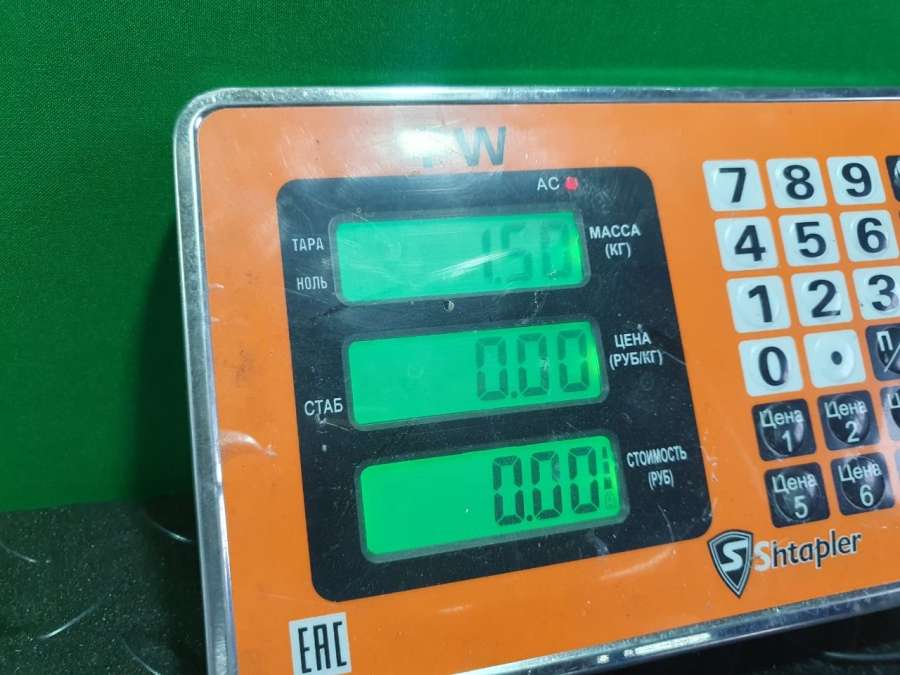 PW
AC
ТАРА
1.50
МАССА
(КГ)
НОЛЬ
0.00
ЦЕНА
(РУБ/КГ)
СТАБ
0.00
СТОИМОСТЬ
(РУБ)
7 8 9
4 5 6
1 2 3
0 . П/
Цена 1
Цена 2
Цена 5
Цена 6
S Shtapler
EAC